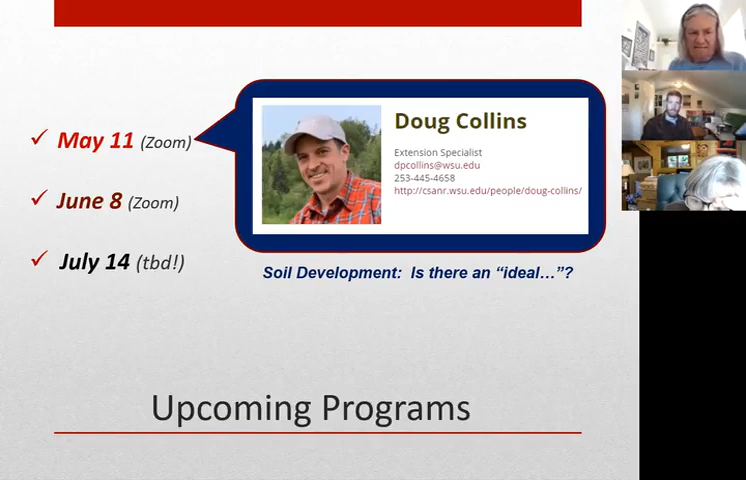 May 11 (Zoom)
June 8 (Zoom)
July 14 (tbd!)
Doug Collins
Extension Specialist
dpcollins@wsu.edu
253-445-4658
http://csanr.wsu.edu/people/doug-collins/
Soil Development: Is there an “ideal…”?
Upcoming Programs